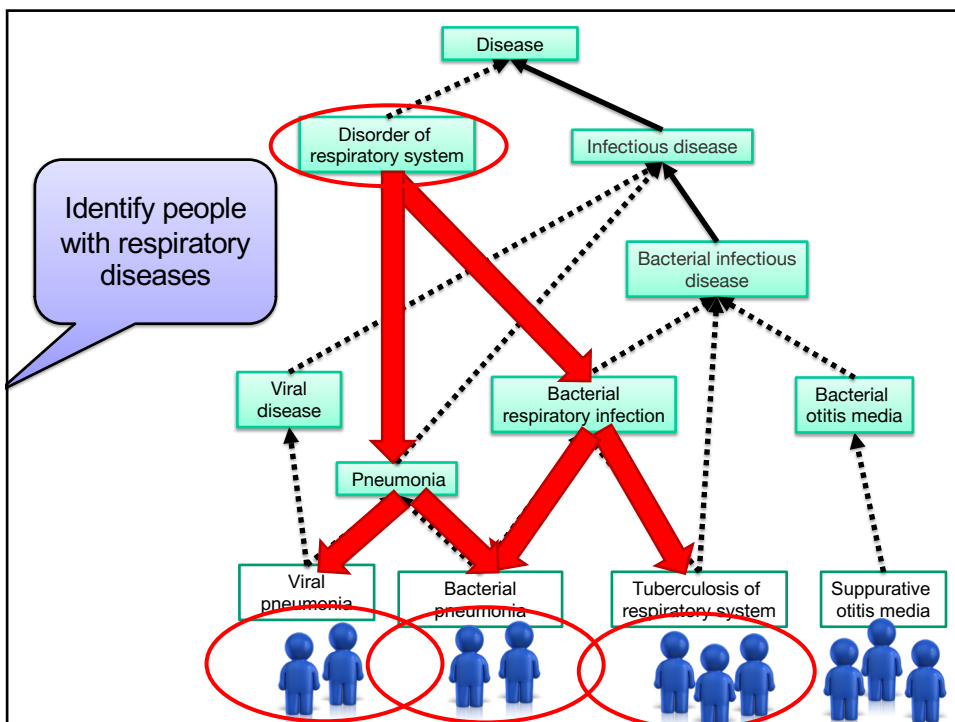 Disease
Disorder of
respiratory system
Infectious disease
Identify people
with respiratory
diseases
Bacterial infectious
disease
Viral
disease
Bacterial
respiratory infection
Bacterial
otitis media
Pneumonia
Viral
pneumonia
Bacterial
pneumonia
Tuberculosis of
respiratory system
Suppurative
otitis media